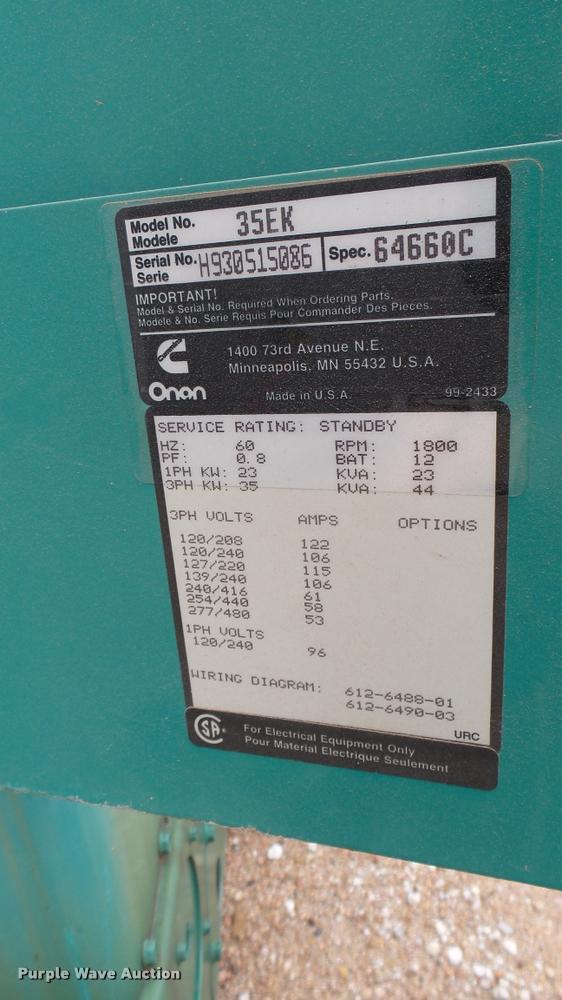 Model No. 35EK
Modele
Serial No. H930515086 Spec. 64660C
Serie
IMPORTANT!
Model & Serial No. Required When Ordering Parts.
Modele & No. Serie Requis Pour Commander Des Pieces.
1400 73rd Avenue N.E.
Minneapolis, MN 55432 U.S.A.
Onan Made in U.S.A. 99-2433
SERVICE RATING: STANDBY
HZ: 60 RPM: 1800
PF: 0.8 BAT: 12
1PH KW: 23 KVA: 23
3PH KW: 35 KVA: 44
3PH VOLTS AMPS OPTIONS
120/208 122
120/240 106
127/220 115
139/240 106
240/416 61
254/440 58
277/480 53
1PH VOLTS
120/240 96
WIRING DIAGRAM: 612-6488-01
612-6490-03
URC
CSA For Electrical Equipment Only
Pour Material Electrique Seulement
Purple Wave Auction